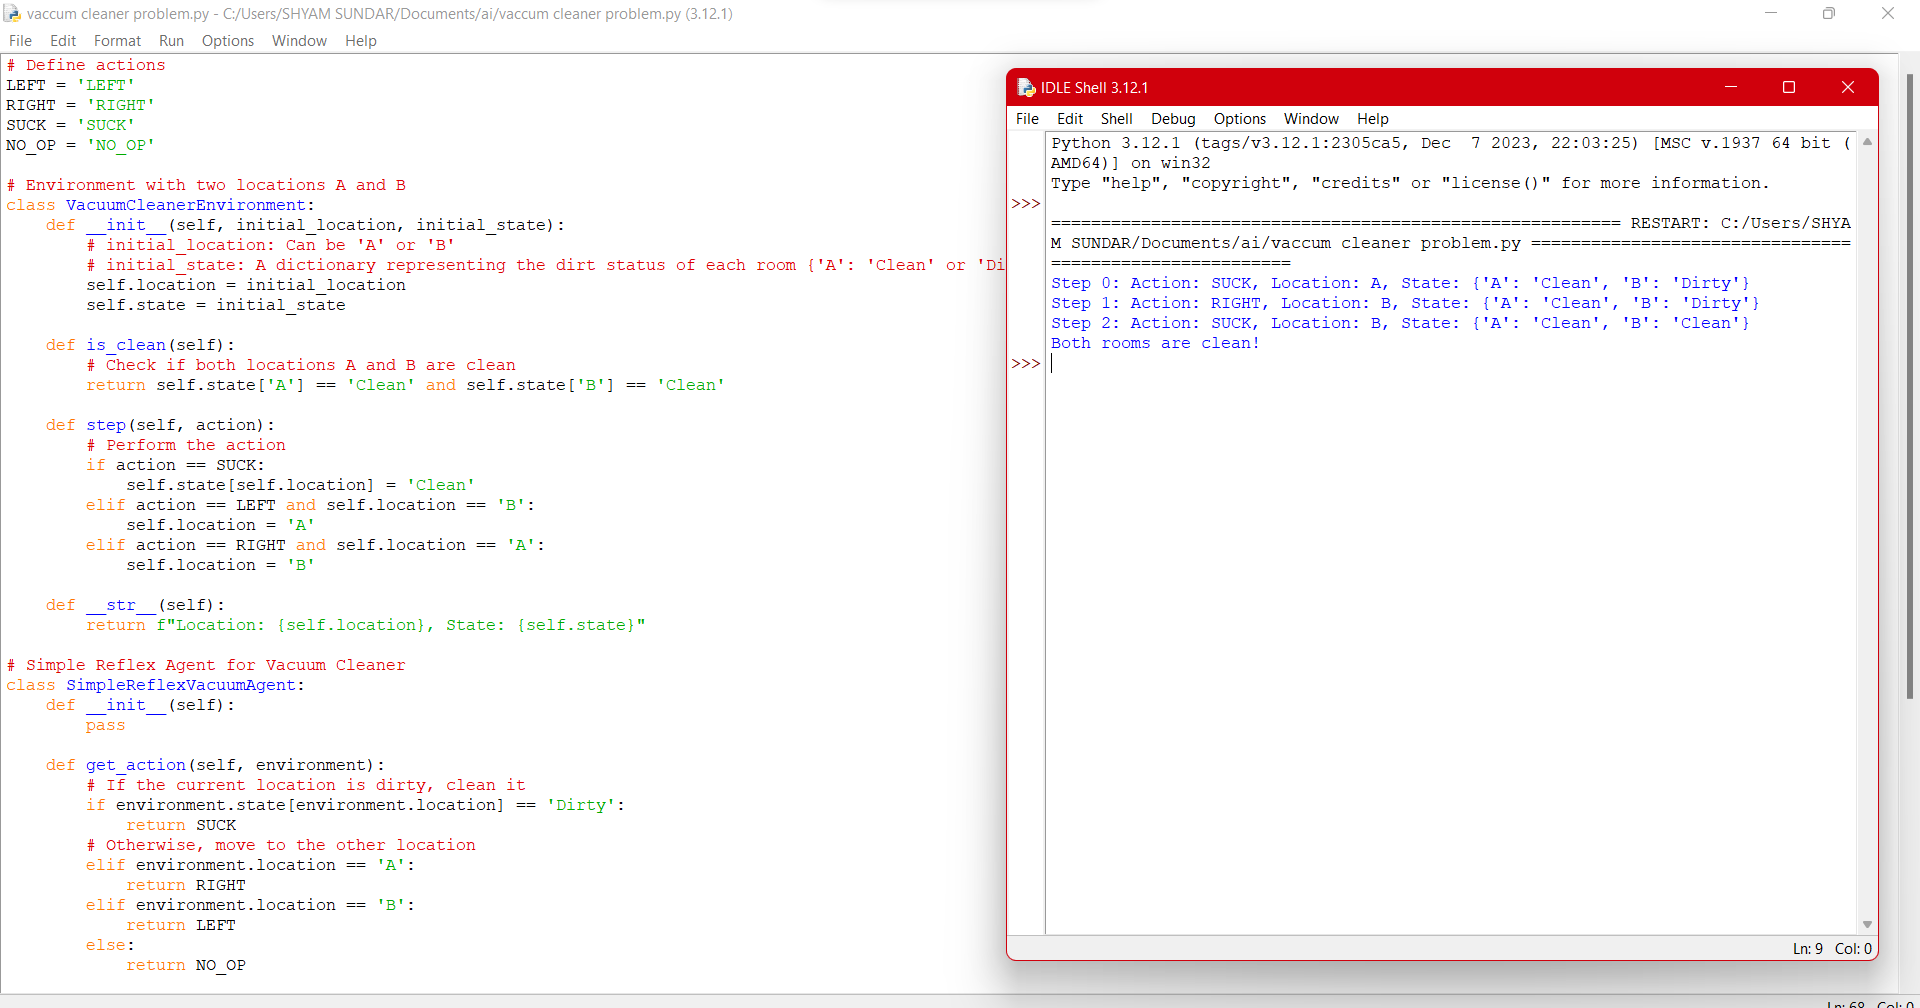 vaccum cleaner problem.py - C:/Users/SHYAM SUNDAR/Documents/ai/vaccum cleaner problem.py (3.12.1)
File Edit Format Run Options Window Help
# Define actions
LEFT = 'LEFT'
RIGHT = 'RIGHT'
SUCK = 'SUCK'
NO_OP = 'NO_OP'

# Environment with two locations A and B
class VacuumCleanerEnvironment:
    def __init__(self, initial_location, initial_state):
        # initial_location: Can be 'A' or 'B'
        # initial_state: A dictionary representing the dirt status of each room {'A': 'Clean' or 'Di
        self.location = initial_location
        self.state = initial_state

    def is_clean(self):
        # Check if both locations A and B are clean
        return self.state['A'] == 'Clean' and self.state['B'] == 'Clean'

    def step(self, action):
        # Perform the action
        if action == SUCK:
            self.state[self.location] = 'Clean'
        elif action == LEFT and self.location == 'B':
            self.location = 'A'
        elif action == RIGHT and self.location == 'A':
            self.location = 'B'

    def __str__(self):
        return f"Location: {self.location}, State: {self.state}"

# Simple Reflex Agent for Vacuum Cleaner
class SimpleReflexVacuumAgent:
    def __init__(self):
        pass

    def get_action(self, environment):
        # If the current location is dirty, clean it
        if environment.state[environment.location] == 'Dirty':
            return SUCK
        # Otherwise, move to the other location
        elif environment.location == 'A':
            return RIGHT
        elif environment.location == 'B':
            return LEFT
        else:
            return NO_OP
Ln: 68 Col: 0
IDLE Shell 3.12.1
File Edit Shell Debug Options Window Help
Python 3.12.1 (tags/v3.12.1:2305ca5, Dec  7 2023, 22:03:25) [MSC v.1937 64 bit (
AMD64)] on win32
Type "help", "copyright", "credits" or "license()" for more information.
>>>
========================================================= RESTART: C:/Users/SHYA
M SUNDAR/Documents/ai/vaccum cleaner problem.py ================================
========================
Step 0: Action: SUCK, Location: A, State: {'A': 'Clean', 'B': 'Dirty'}
Step 1: Action: RIGHT, Location: B, State: {'A': 'Clean', 'B': 'Dirty'}
Step 2: Action: SUCK, Location: B, State: {'A': 'Clean', 'B': 'Clean'}
Both rooms are clean!
>>>
Ln: 9 Col: 0